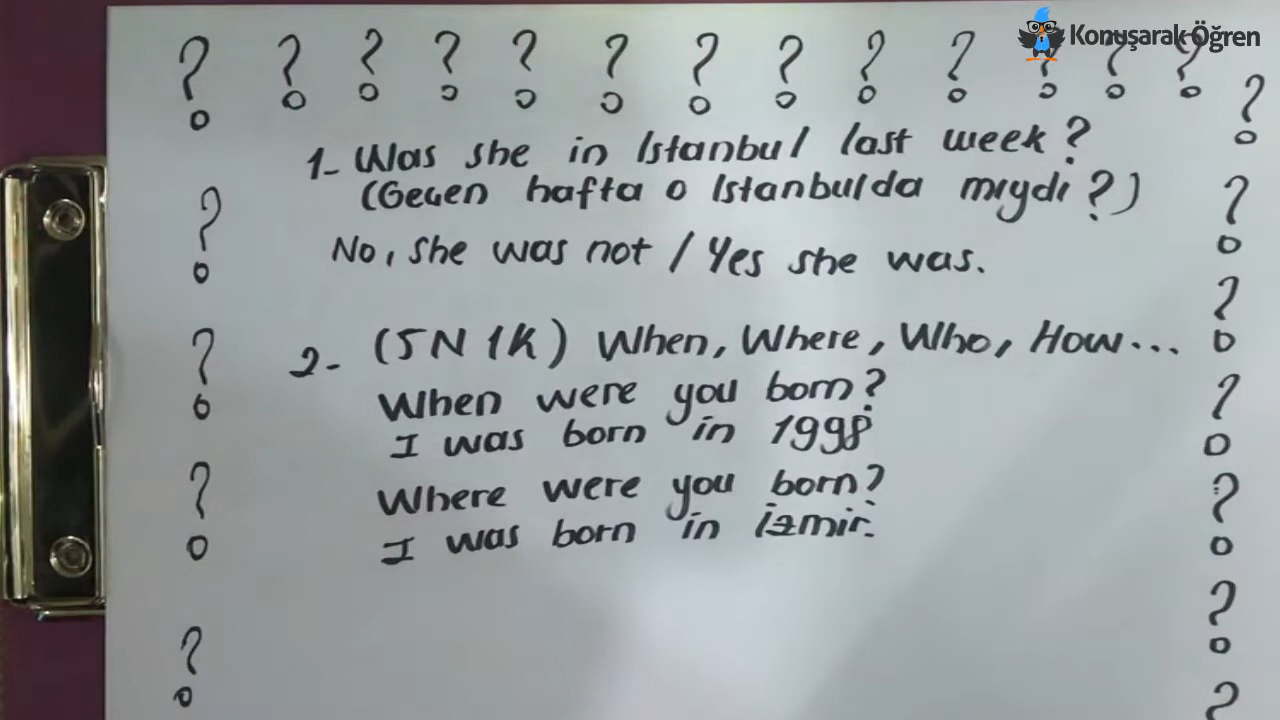 Konuşarak Öğren
? ? ? ? ? ? ? ? ? ? ? ? ? ?
1- Was she in Istanbul last week?
(Geçen hafta o Istanbulda mıydı?)
No, she was not / Yes she was.
2- (5N1K) When, Where, Who, How...
When were you born?
I was born in 1998
Where were you born?
I was born in İzmir.